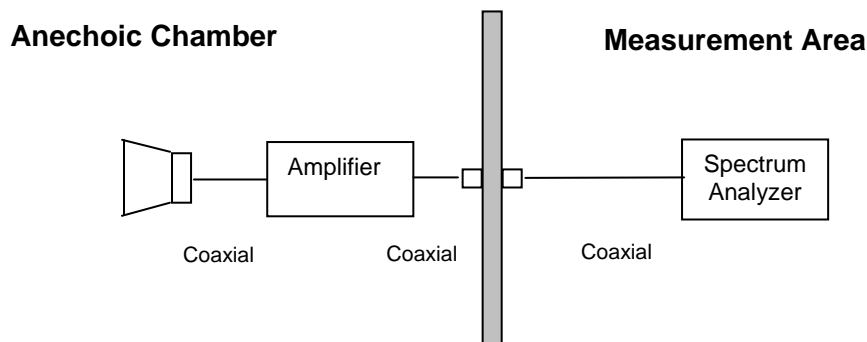 Anechoic Chamber
Measurement Area
Amplifier
Spectrum
Analyzer
Coaxial
Coaxial
Coaxial